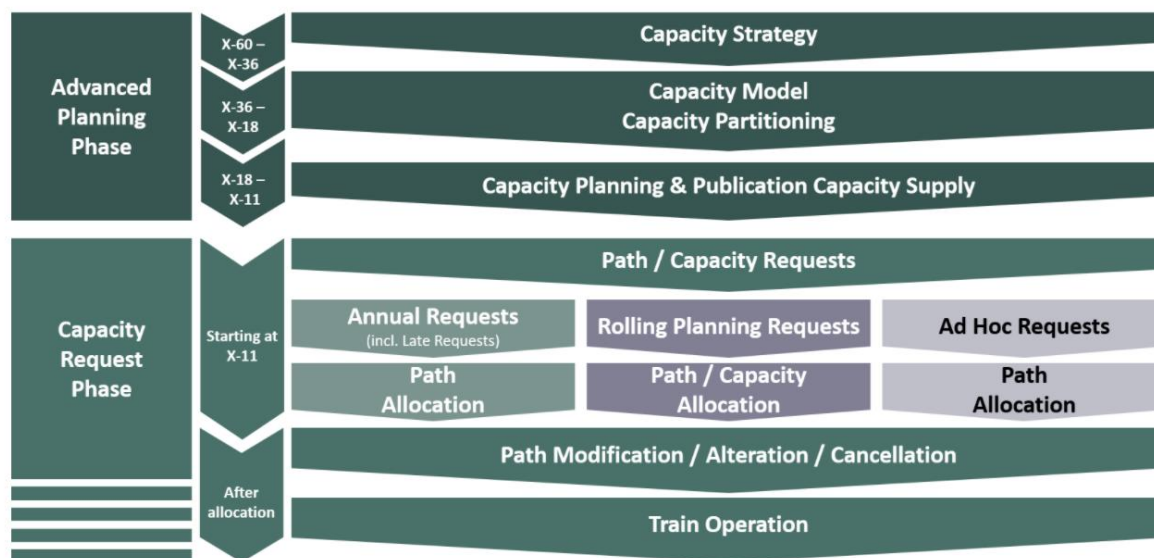 Advanced
Planning
Phase
X-60 –
X-36
Capacity Strategy
X-36 –
X-18
Capacity Model
Capacity Partitioning
X-18 –
X-11
Capacity Planning & Publication Capacity Supply
Capacity
Request
Phase
Starting at
X-11
Path / Capacity Requests
Annual Requests
(incl. Late Requests)
Rolling Planning Requests
Ad Hoc Requests
Path
Allocation
Path / Capacity
Allocation
Path
Allocation
After
allocation
Path Modification / Alteration / Cancellation
Train Operation